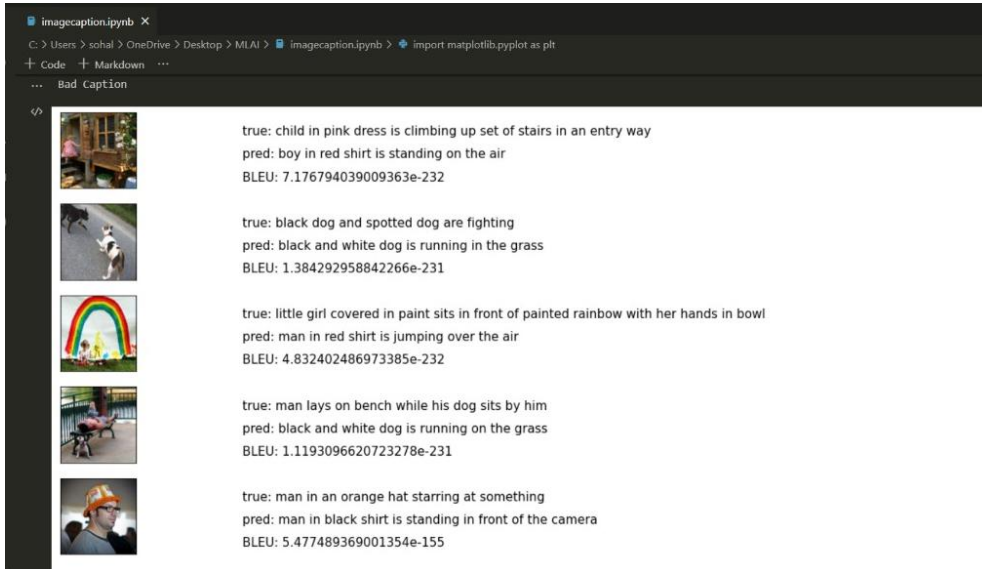 imagecaption.ipynb
C: > Users > sohal > OneDrive > Desktop > MLAI > imagecaption.ipynb > import matplotlib.pyplot as plt
+ Code + Markdown ...
... Bad Caption
true: child in pink dress is climbing up set of stairs in an entry way
pred: boy in red shirt is standing on the air
BLEU: 7.176794039009363e-232
true: black dog and spotted dog are fighting
pred: black and white dog is running in the grass
BLEU: 1.384292958842266e-231
true: little girl covered in paint sits in front of painted rainbow with her hands in bowl
pred: man in red shirt is jumping over the air
BLEU: 4.832402486973385e-232
true: man lays on bench while his dog sits by him
pred: black and white dog is running on the grass
BLEU: 1.1193096620723278e-231
true: man in an orange hat starring at something
pred: man in black shirt is standing in front of the camera
BLEU: 5.477489369001354e-155